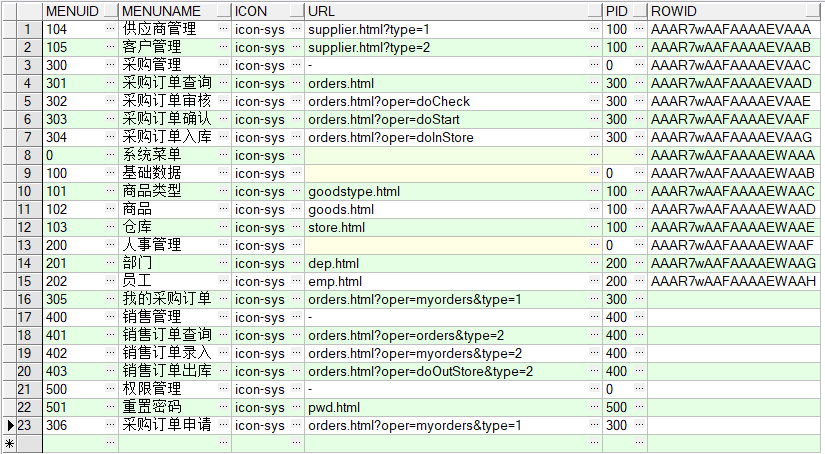 MENUID MENUNAME ICON URL PID ROWID
1 104 ··· 供应商管理 ··· icon-sys ··· supplier.html?type=1 ··· 100 ··· AAAR7wAAFAAAAEVAAA
2 105 ··· 客户管理 ··· icon-sys ··· supplier.html?type=2 ··· 100 ··· AAAR7wAAFAAAAEVAAB
3 300 ··· 采购管理 ··· icon-sys ··· - ··· 0 ··· AAAR7wAAFAAAAEVAAC
4 301 ··· 采购订单查询 ··· icon-sys ··· orders.html ··· 300 ··· AAAR7wAAFAAAAEVAAD
5 302 ··· 采购订单审核 ··· icon-sys ··· orders.html?oper=doCheck ··· 300 ··· AAAR7wAAFAAAAEVAAE
6 303 ··· 采购订单确认 ··· icon-sys ··· orders.html?oper=doStart ··· 300 ··· AAAR7wAAFAAAAEVAAF
7 304 ··· 采购订单入库 ··· icon-sys ··· orders.html?oper=doInStore ··· 300 ··· AAAR7wAAFAAAAEVAAG
8 0 ··· 系统菜单 ··· icon-sys ··· ··· ··· AAAR7wAAFAAAAEWAAA
9 100 ··· 基础数据 ··· icon-sys ··· ··· 0 ··· AAAR7wAAFAAAAEWAAB
10 101 ··· 商品类型 ··· icon-sys ··· goodstype.html ··· 100 ··· AAAR7wAAFAAAAEWAAC
11 102 ··· 商品 ··· icon-sys ··· goods.html ··· 100 ··· AAAR7wAAFAAAAEWAAD
12 103 ··· 仓库 ··· icon-sys ··· store.html ··· 100 ··· AAAR7wAAFAAAAEWAAE
13 200 ··· 人事管理 ··· icon-sys ··· ··· 0 ··· AAAR7wAAFAAAAEWAAF
14 201 ··· 部门 ··· icon-sys ··· dep.html ··· 200 ··· AAAR7wAAFAAAAEWAAG
15 202 ··· 员工 ··· icon-sys ··· emp.html ··· 200 ··· AAAR7wAAFAAAAEWAAH
16 305 ··· 我的采购订单 ··· icon-sys ··· orders.html?oper=myorders&type=1 ··· 300 ···
17 400 ··· 销售管理 ··· icon-sys ··· - ··· 400 ···
18 401 ··· 销售订单查询 ··· icon-sys ··· orders.html?oper=orders&type=2 ··· 400 ···
19 402 ··· 销售订单录入 ··· icon-sys ··· orders.html?oper=myorders&type=2 ··· 400 ···
20 403 ··· 销售订单出库 ··· icon-sys ··· orders.html?oper=doOutStore&type=2 ··· 400 ···
21 500 ··· 权限管理 ··· icon-sys ··· - ··· 0 ···
22 501 ··· 重置密码 ··· icon-sys ··· pwd.html ··· 500 ···
23 306 ··· 采购订单申请 ··· icon-sys ··· orders.html?oper=myorders&type=1 ··· 300 ···
··· ··· ··· ··· ···